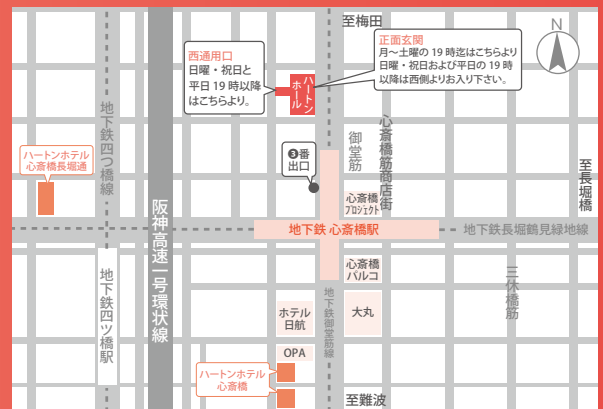 至梅田
N
西通用口
日曜・祝日と
平日19時以降
はこちらより。
正面玄関
月〜土曜の19時迄はこちらより
日曜・祝日および平日の19時
以降は西側よりお入り下さい。
ハートン
ホール
地下鉄四つ橋線
ハートンホテル
心斎橋長堀通
❸番
出口
御堂筋
心斎橋筋商店街
至長堀橋
心斎橋
プロジェクト
阪神高速一号環状線
地下鉄 心斎橋駅
地下鉄長堀鶴見緑地線
心斎橋
パルコ
地下鉄四ツ橋駅
三休橋筋
地下鉄御堂筋線
ホテル
日航
大丸
OPA
ハートンホテル
心斎橋
至難波